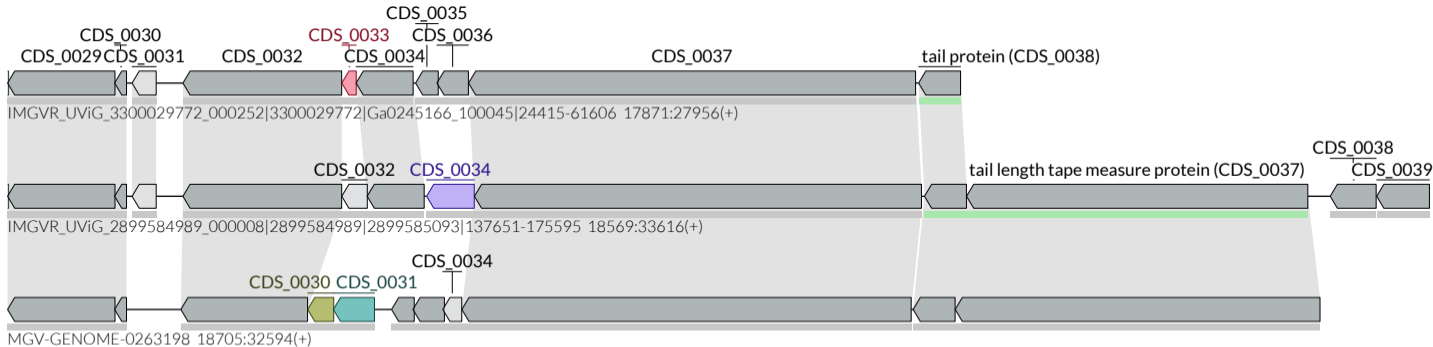 CDS_0035
CDS_0030 CDS_0033 CDS_0036
CDS_0029 CDS_0031 CDS_0032 CDS_0034 CDS_0037 tail protein (CDS_0038)
IMGVR_UViG_3300029772_000252|3300029772|Ga0245166_100045|24415-61606 17871:27956(+)
CDS_0038
CDS_0032 CDS_0034 tail length tape measure protein (CDS_0037) CDS_0039
IMGVR_UViG_2899584989_000008|2899584989|2899585093|137651-175595 18569:33616(+)
CDS_0034
CDS_0030 CDS_0031
MGV-GENOME-0263198 18705:32594(+)